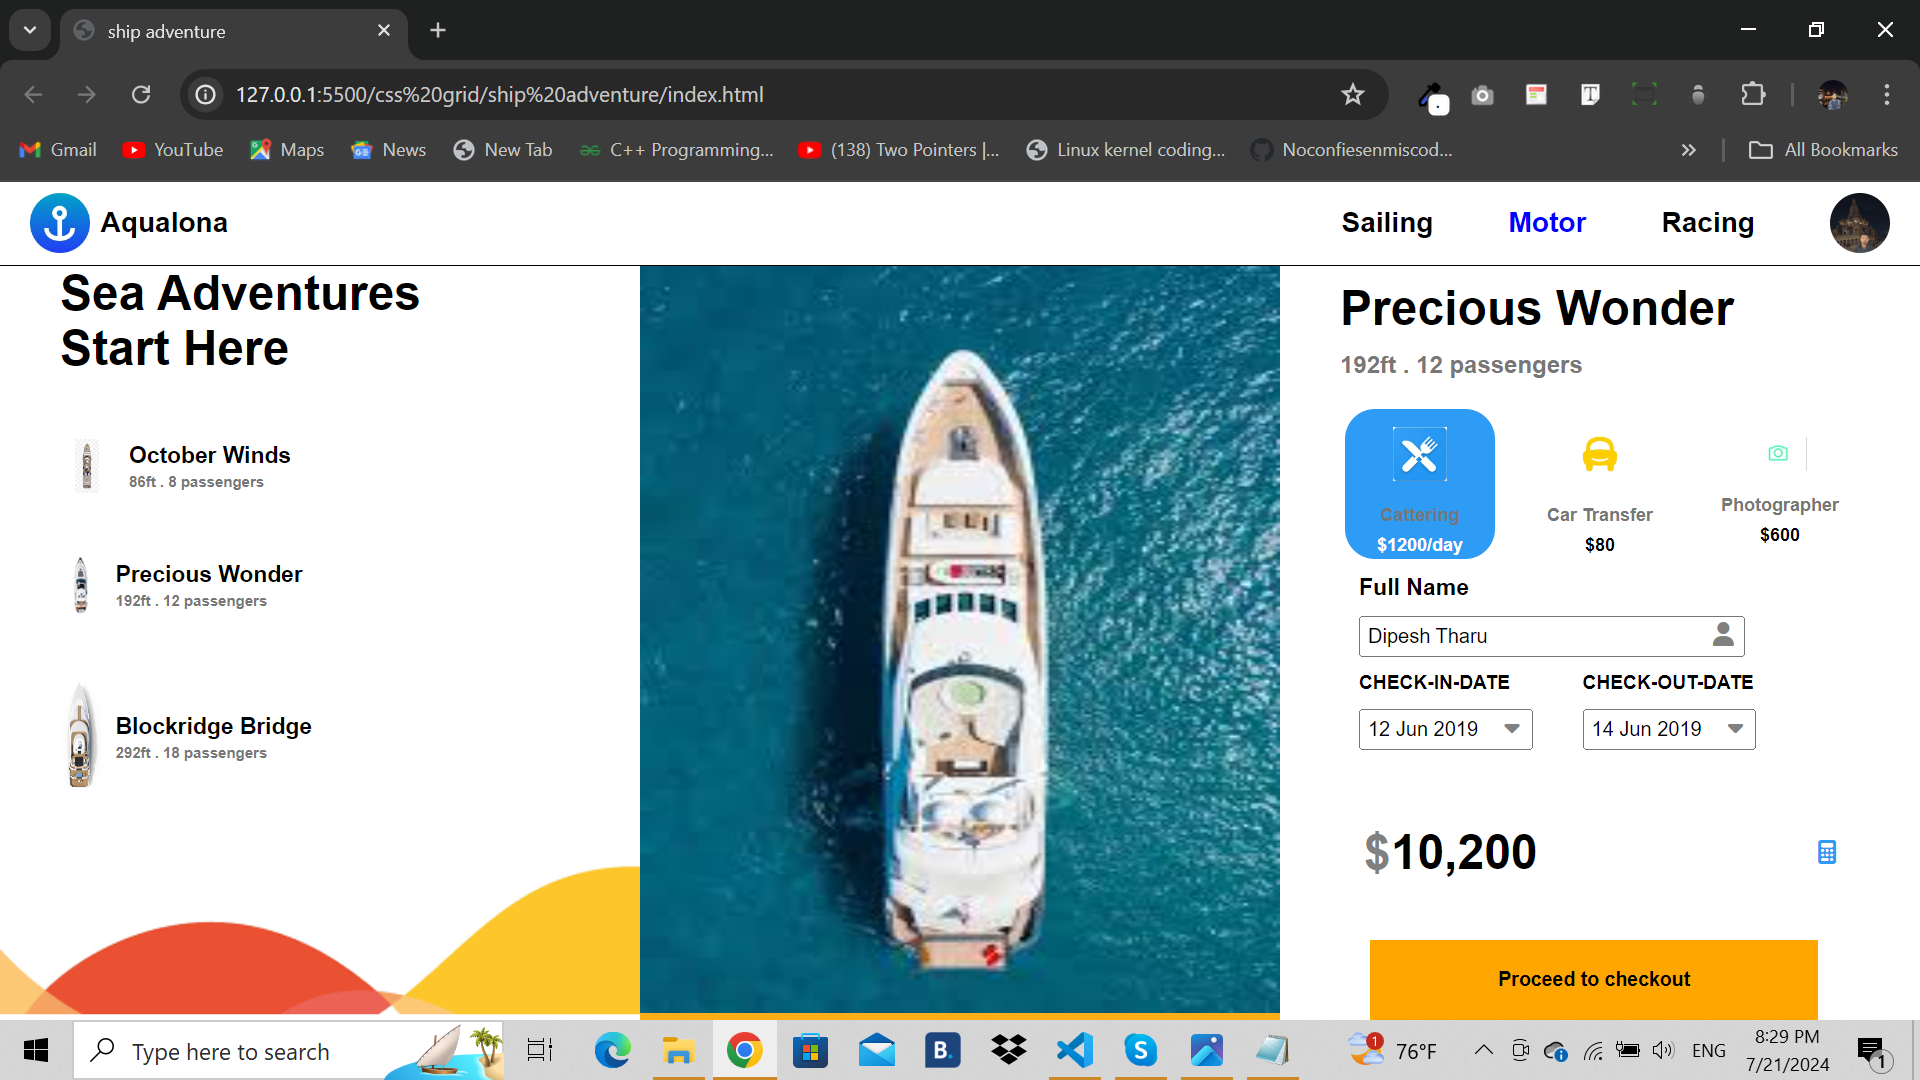 ship adventure
127.0.0.1:5500/css%20grid/ship%20adventure/index.html
Gmail YouTube Maps News New Tab C++ Programming... (138) Two Pointers |... Linux kernel coding... Noconfiesenmiscod... » All Bookmarks
Aqualona Sailing Motor Racing
Sea Adventures
Start Here
October Winds
86ft . 8 passengers
Precious Wonder
192ft . 12 passengers
Blockridge Bridge
292ft . 18 passengers
Precious Wonder
192ft . 12 passengers
Cattering
$1200/day
Car Transfer
$80
Photographer
$600
Full Name
Dipesh Tharu
CHECK-IN-DATE CHECK-OUT-DATE
12 Jun 2019 14 Jun 2019
$10,200
Proceed to checkout
Type here to search
B.
1
76°F
ENG
8:29 PM
7/21/2024
1